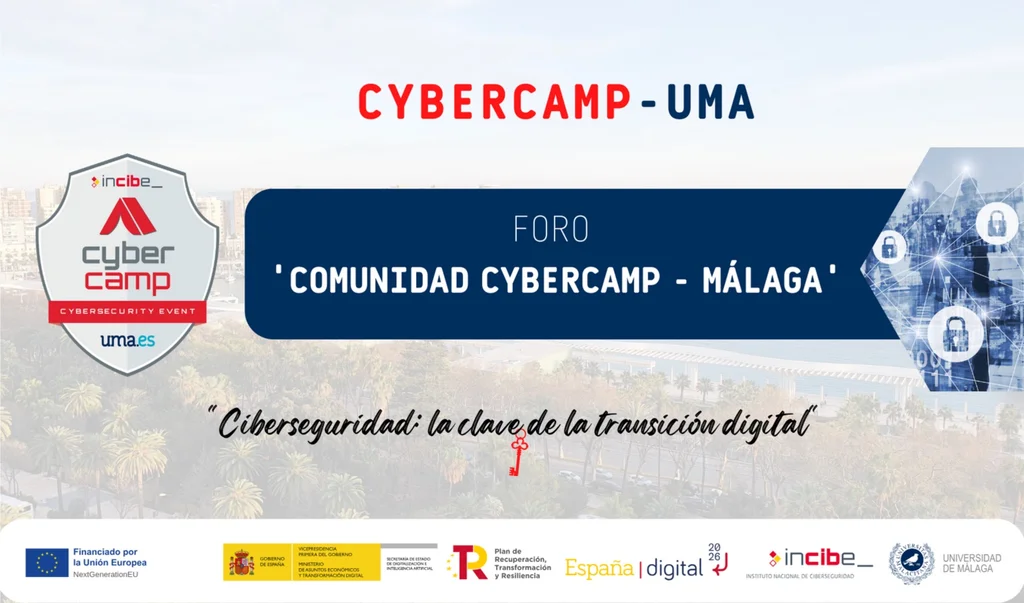 CYBERCAMP-UMA
incibe_
cyber
camp
CYBERSECURITY EVENT
uma.es
FORO
'COMUNIDAD CYBERCAMP - MÁLAGA'
"Ciberseguridad: la clave de la transición digital"
Financiado por
la Unión Europea
NextGenerationEU
GOBIERNO
DE ESPAÑA
VICEPRESIDENCIA
PRIMERA DEL GOBIERNO
MINISTERIO
DE ASUNTOS ECONÓMICOS
Y TRANSFORMACIÓN DIGITAL
SECRETARÍA DE ESTADO
DE DIGITALIZACIÓN E
INTELIGENCIA ARTIFICIAL
Plan de
Recuperación,
Transformación
y Resiliencia
España | digital 2026
incibe_
INSTITUTO NACIONAL DE CIBERSEGURIDAD
UNIVERSIDAD
DE MÁLAGA